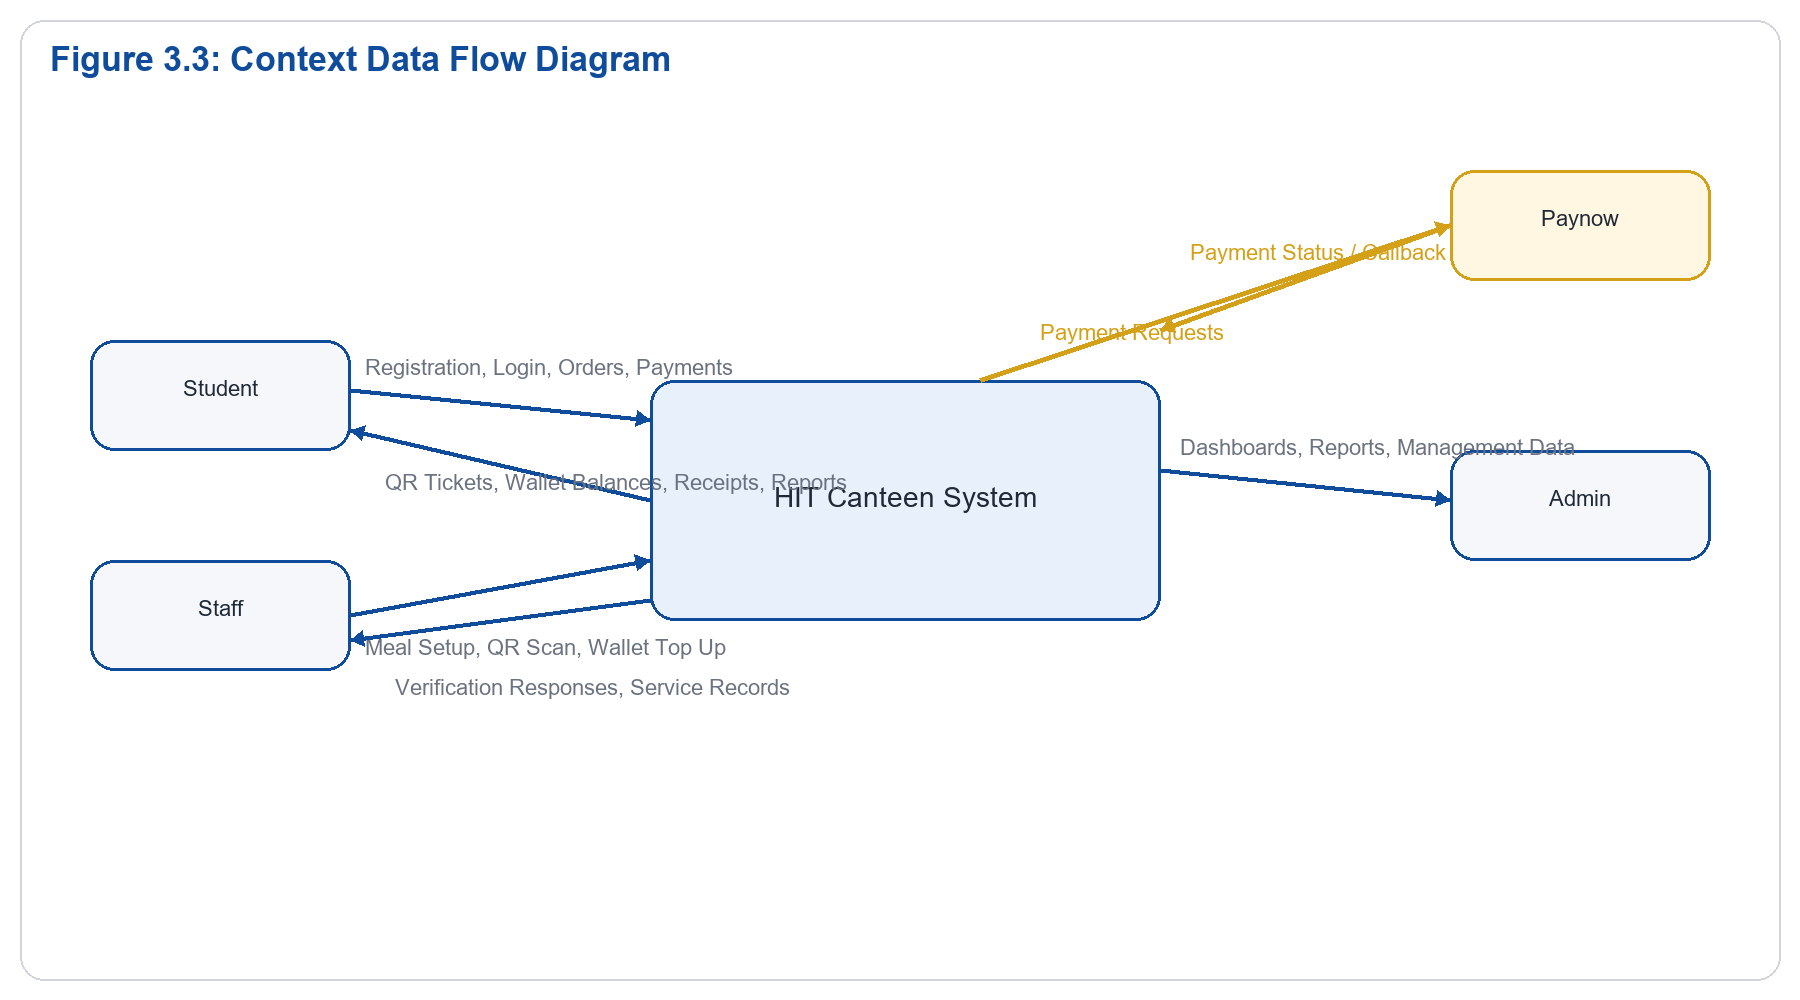 Figure 3.3: Context Data Flow Diagram
Paynow
Payment Status / Callback
Payment Requests
Registration, Login, Orders, Payments
Student
Dashboards, Reports, Management Data
QR Tickets, Wallet Balances, Receipts, Reports
HIT Canteen System
Admin
Staff
Meal Setup, QR Scan, Wallet Top Up
Verification Responses, Service Records